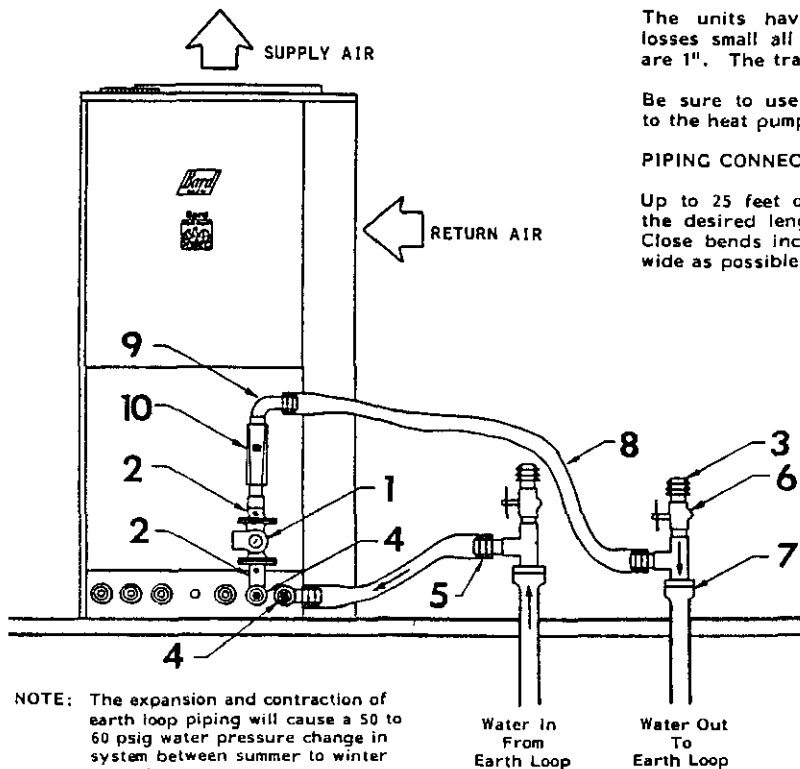 SUPPLY AIR
The units hav
losses small all
are 1". The tra
Be sure to use
to the heat pump
PIPING CONNEC
Up to 25 feet o
the desired leng
Close bends inc
wide as possible
Bard
Bard
RETURN AIR
9
10
8
3
2
1
6
2
4
7
5
4
NOTE: The expansion and contraction of
earth loop piping will cause a 50 to
60 psig water pressure change in
system between summer to winter
Water In
From
Earth Loop
Water Out
To
Earth Loop